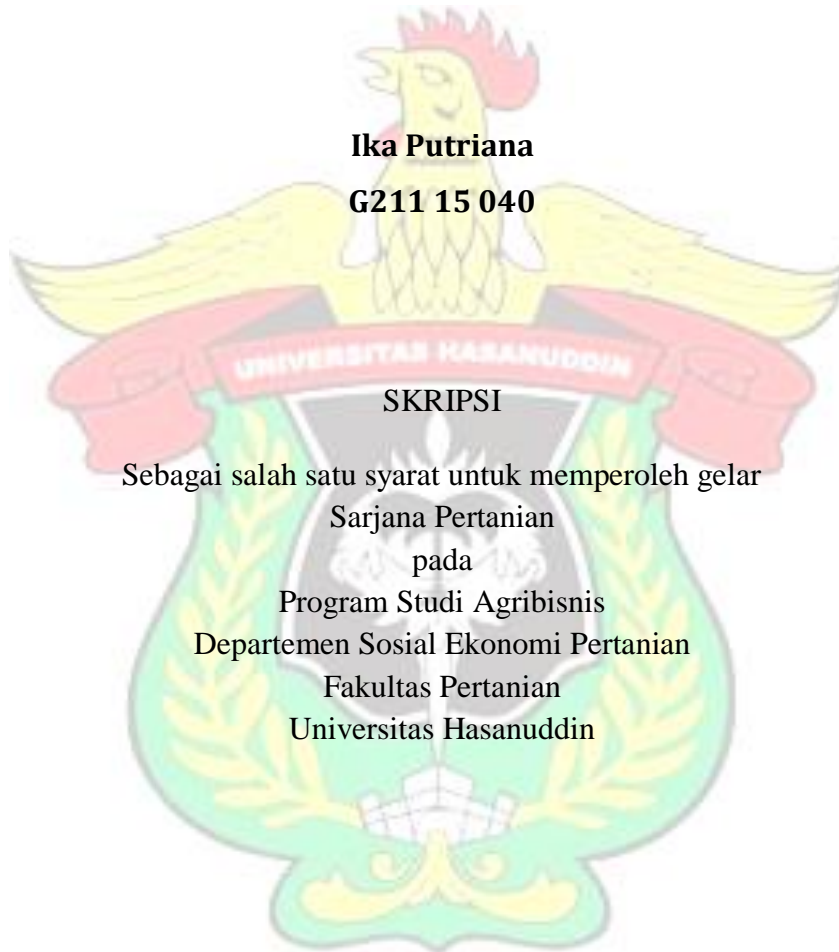 Ika Putriana
G211 15 040
UNIVERSITAS HASANUDDIN
SKRIPSI
Sebagai salah satu syarat untuk memperoleh gelar
Sarjana Pertanian
pada
Program Studi Agribisnis
Departemen Sosial Ekonomi Pertanian
Fakultas Pertanian
Universitas Hasanuddin